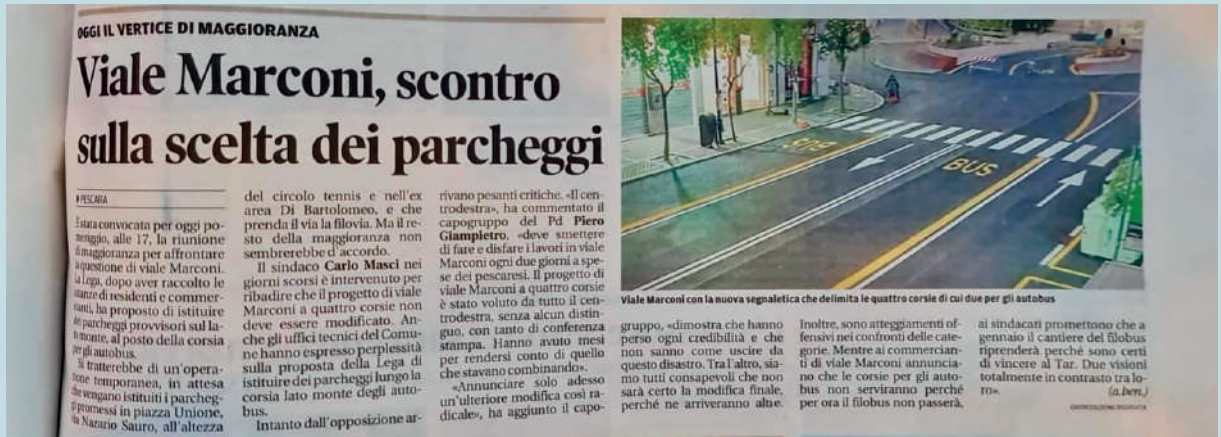 OGGI IL VERTICE DI MAGGIORANZA
Viale Marconi, scontro
sulla scelta dei parcheggi
PESCARA
È stata convocata per oggi po-
meriggio, alle 17, la riunione
di maggioranza per affrontare
la questione di viale Marconi.
La Lega, dopo aver raccolto le
istanze di residenti e commer-
cianti, ha proposto di istituire
dei parcheggi provvisori sul la-
to monte, al posto della corsia
per gli autobus.
Si tratterebbe di un'opera-
zione temporanea, in attesa
che vengano istituiti i parcheg-
gi promessi in piazza Unione,
via Nazario Sauro, all'altezza
del circolo tennis e nell'ex
area Di Bartolomeo, e che
prenda il via la filovia. Ma il re-
sto della maggioranza non
sembrerebbe d'accordo.
Il sindaco Carlo Masci nei
giorni scorsi è intervenuto per
ribadire che il progetto di viale
Marconi a quattro corsie non
deve essere modificato. An-
che gli uffici tecnici del Comu-
ne hanno espresso perplessità
sulla proposta della Lega di
istituire dei parcheggi lungo la
corsia lato monte degli auto-
bus.
Intanto dall'opposizione ar-
rivano pesanti critiche. «Il cen-
trodestra», ha commentato il
capogruppo del Pd Piero
Giampietro, «deve smettere
di fare e disfare i lavori in viale
Marconi ogni due giorni a spe-
se dei pescaresi. Il progetto di
viale Marconi a quattro corsie
è stato voluto da tutto il cen-
trodestra, senza alcun distin-
guo, con tanto di conferenza
stampa. Hanno avuto mesi
per rendersi conto di quello
che stavano combinando».
«Annunciare solo adesso
un'ulteriore modifica così ra-
dicale», ha aggiunto il capo-
BUS
BUS
Viale Marconi con la nuova segnaletica che delimita le quattro corsie di cui due per gli autobus
gruppo, «dimostra che hanno
perso ogni credibilità e che
non sanno come uscire da
questo disastro. Tra l'altro, sia-
mo tutti consapevoli che non
sarà certo la modifica finale,
perché ne arriveranno altre.
Inoltre, sono atteggiamenti of-
fensivi nei confronti delle cate-
gorie. Mentre ai commercian-
ti di viale Marconi annuncia-
no che le corsie per gli auto-
bus non serviranno perché
per ora il filobus non passerà,
ai sindacati promettono che a
gennaio il cantiere del filobus
riprenderà perché sono certi
di vincere al Tar. Due visioni
totalmente in contrasto tra lo-
ro».
(a.ben.)
©RIPRODUZIONE RISERVATA